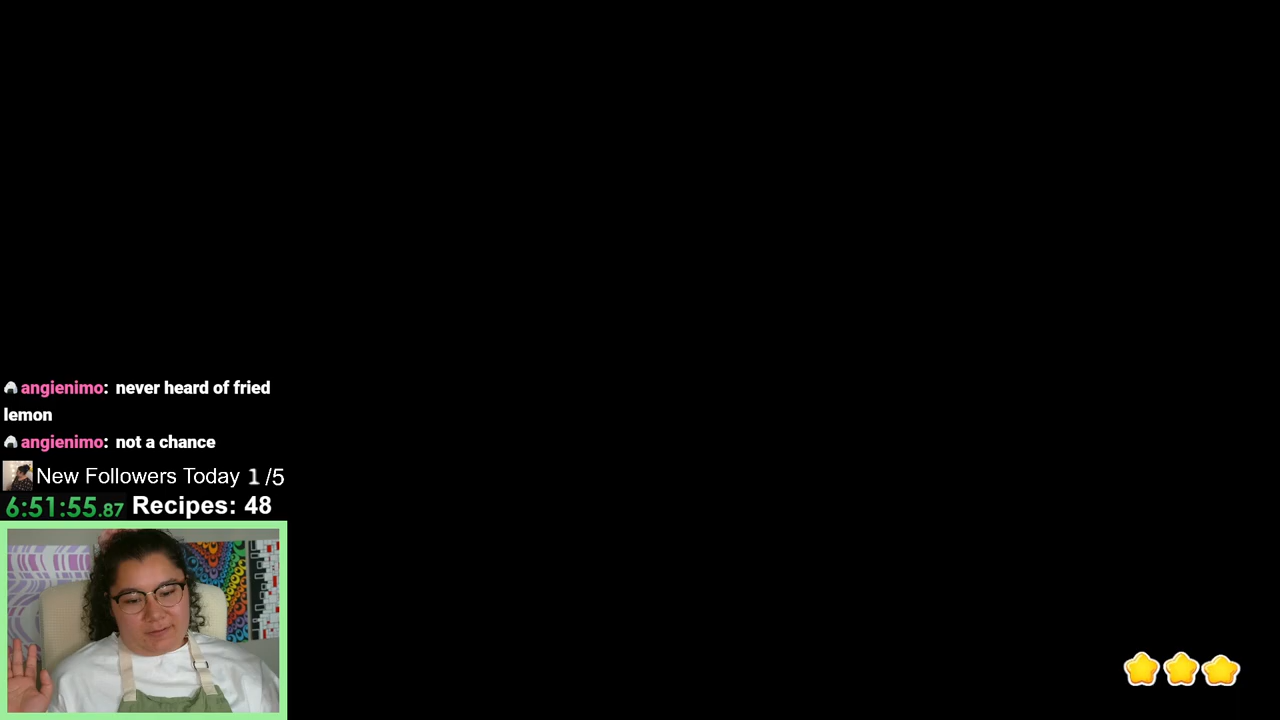 angienimo: never heard of fried
lemon
angienimo: not a chance
New Followers Today 1 /5
6:51:55.87 Recipes: 48